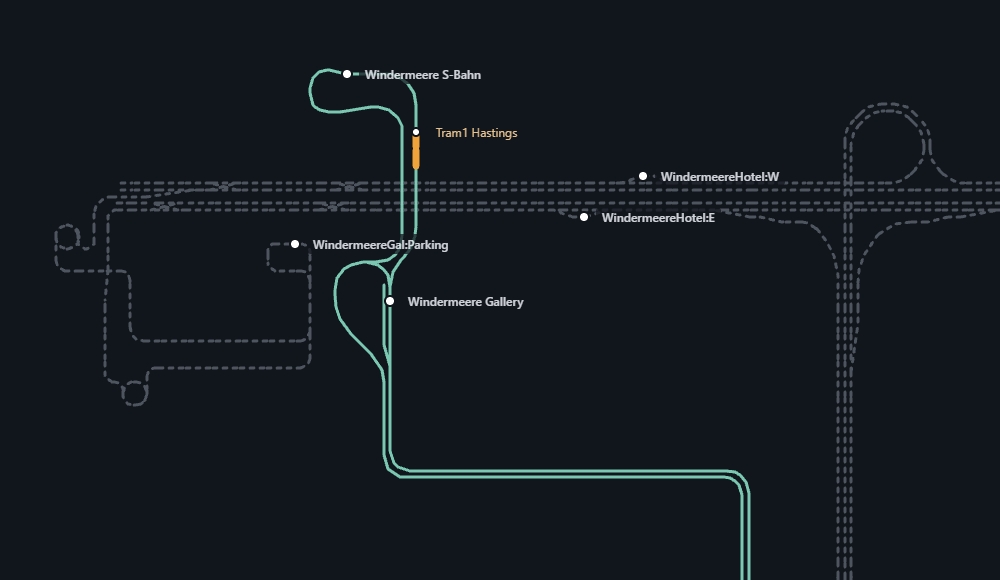 Windermeere S-Bahn
Tram1 Hastings
WindermeereHotel:W
WindermeereHotel:E
WindermeereGal:Parking
Windermeere Gallery